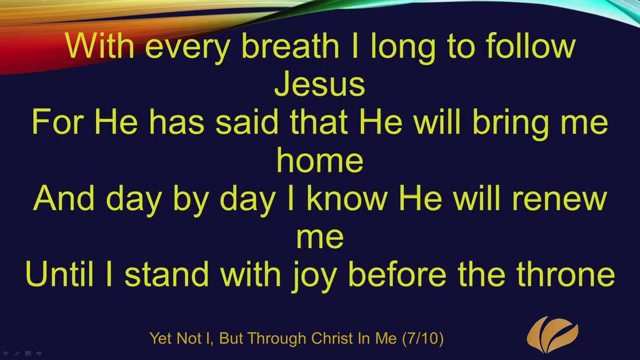 With every breath I long to follow
Jesus
For He has said that He will bring me
home
And day by day I know He will renew
me
Until I stand with joy before the throne
Yet Not I, But Through Christ In Me (7/10)